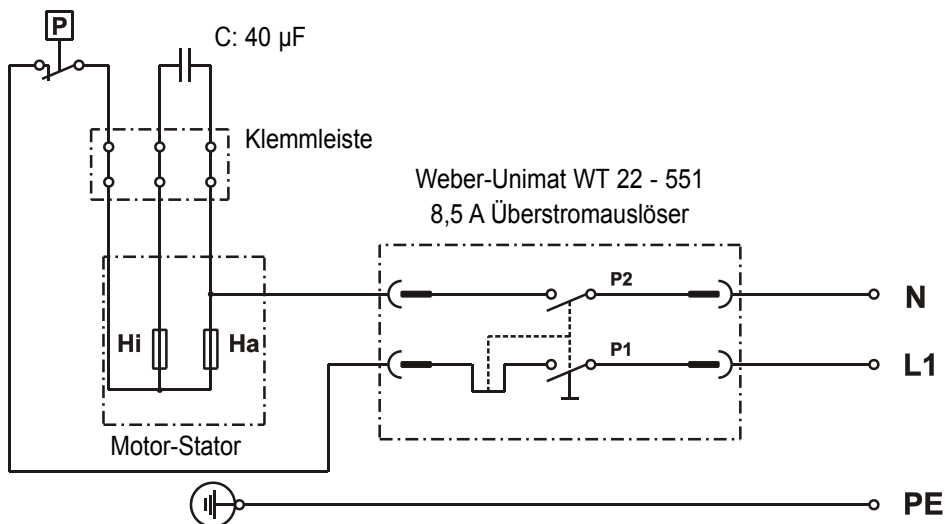 P
C: 40 µF
Klemmleiste
Weber-Unimat WT 22 - 551
8,5 A Überstromauslöser
P2
N
Hi
Ha
P1
L1
Motor-Stator
PE